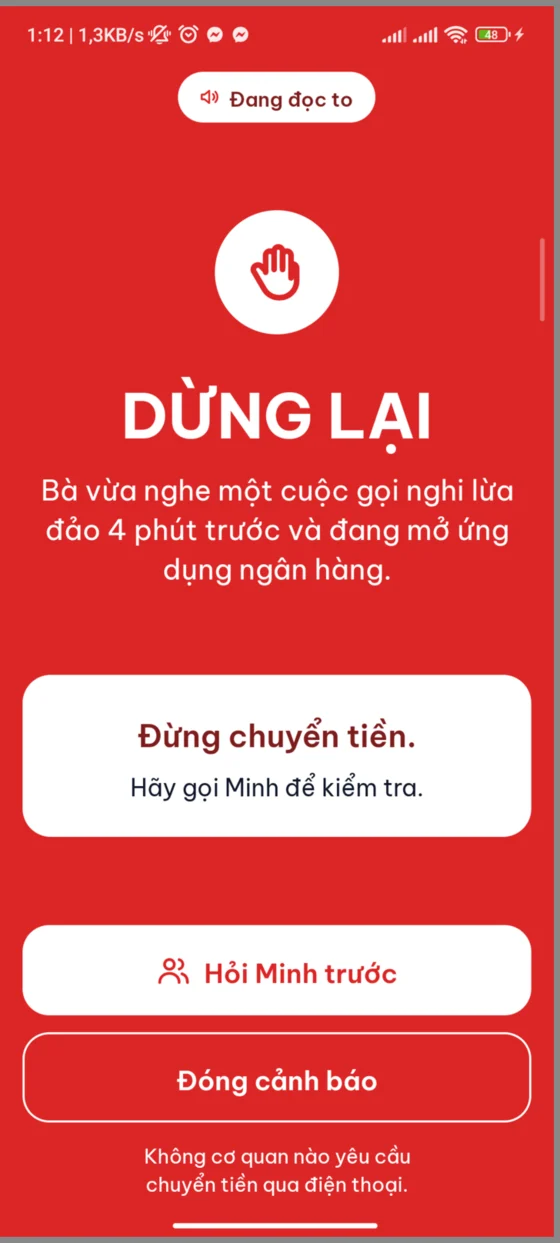 1:12 | 1,3KB/s 48
Đang đọc to
DỪNG LẠI
Bà vừa nghe một cuộc gọi nghi lừa
đảo 4 phút trước và đang mở ứng
dụng ngân hàng.
Đừng chuyển tiền.
Hãy gọi Minh để kiểm tra.
Hỏi Minh trước
Đóng cảnh báo
Không cơ quan nào yêu cầu
chuyển tiền qua điện thoại.